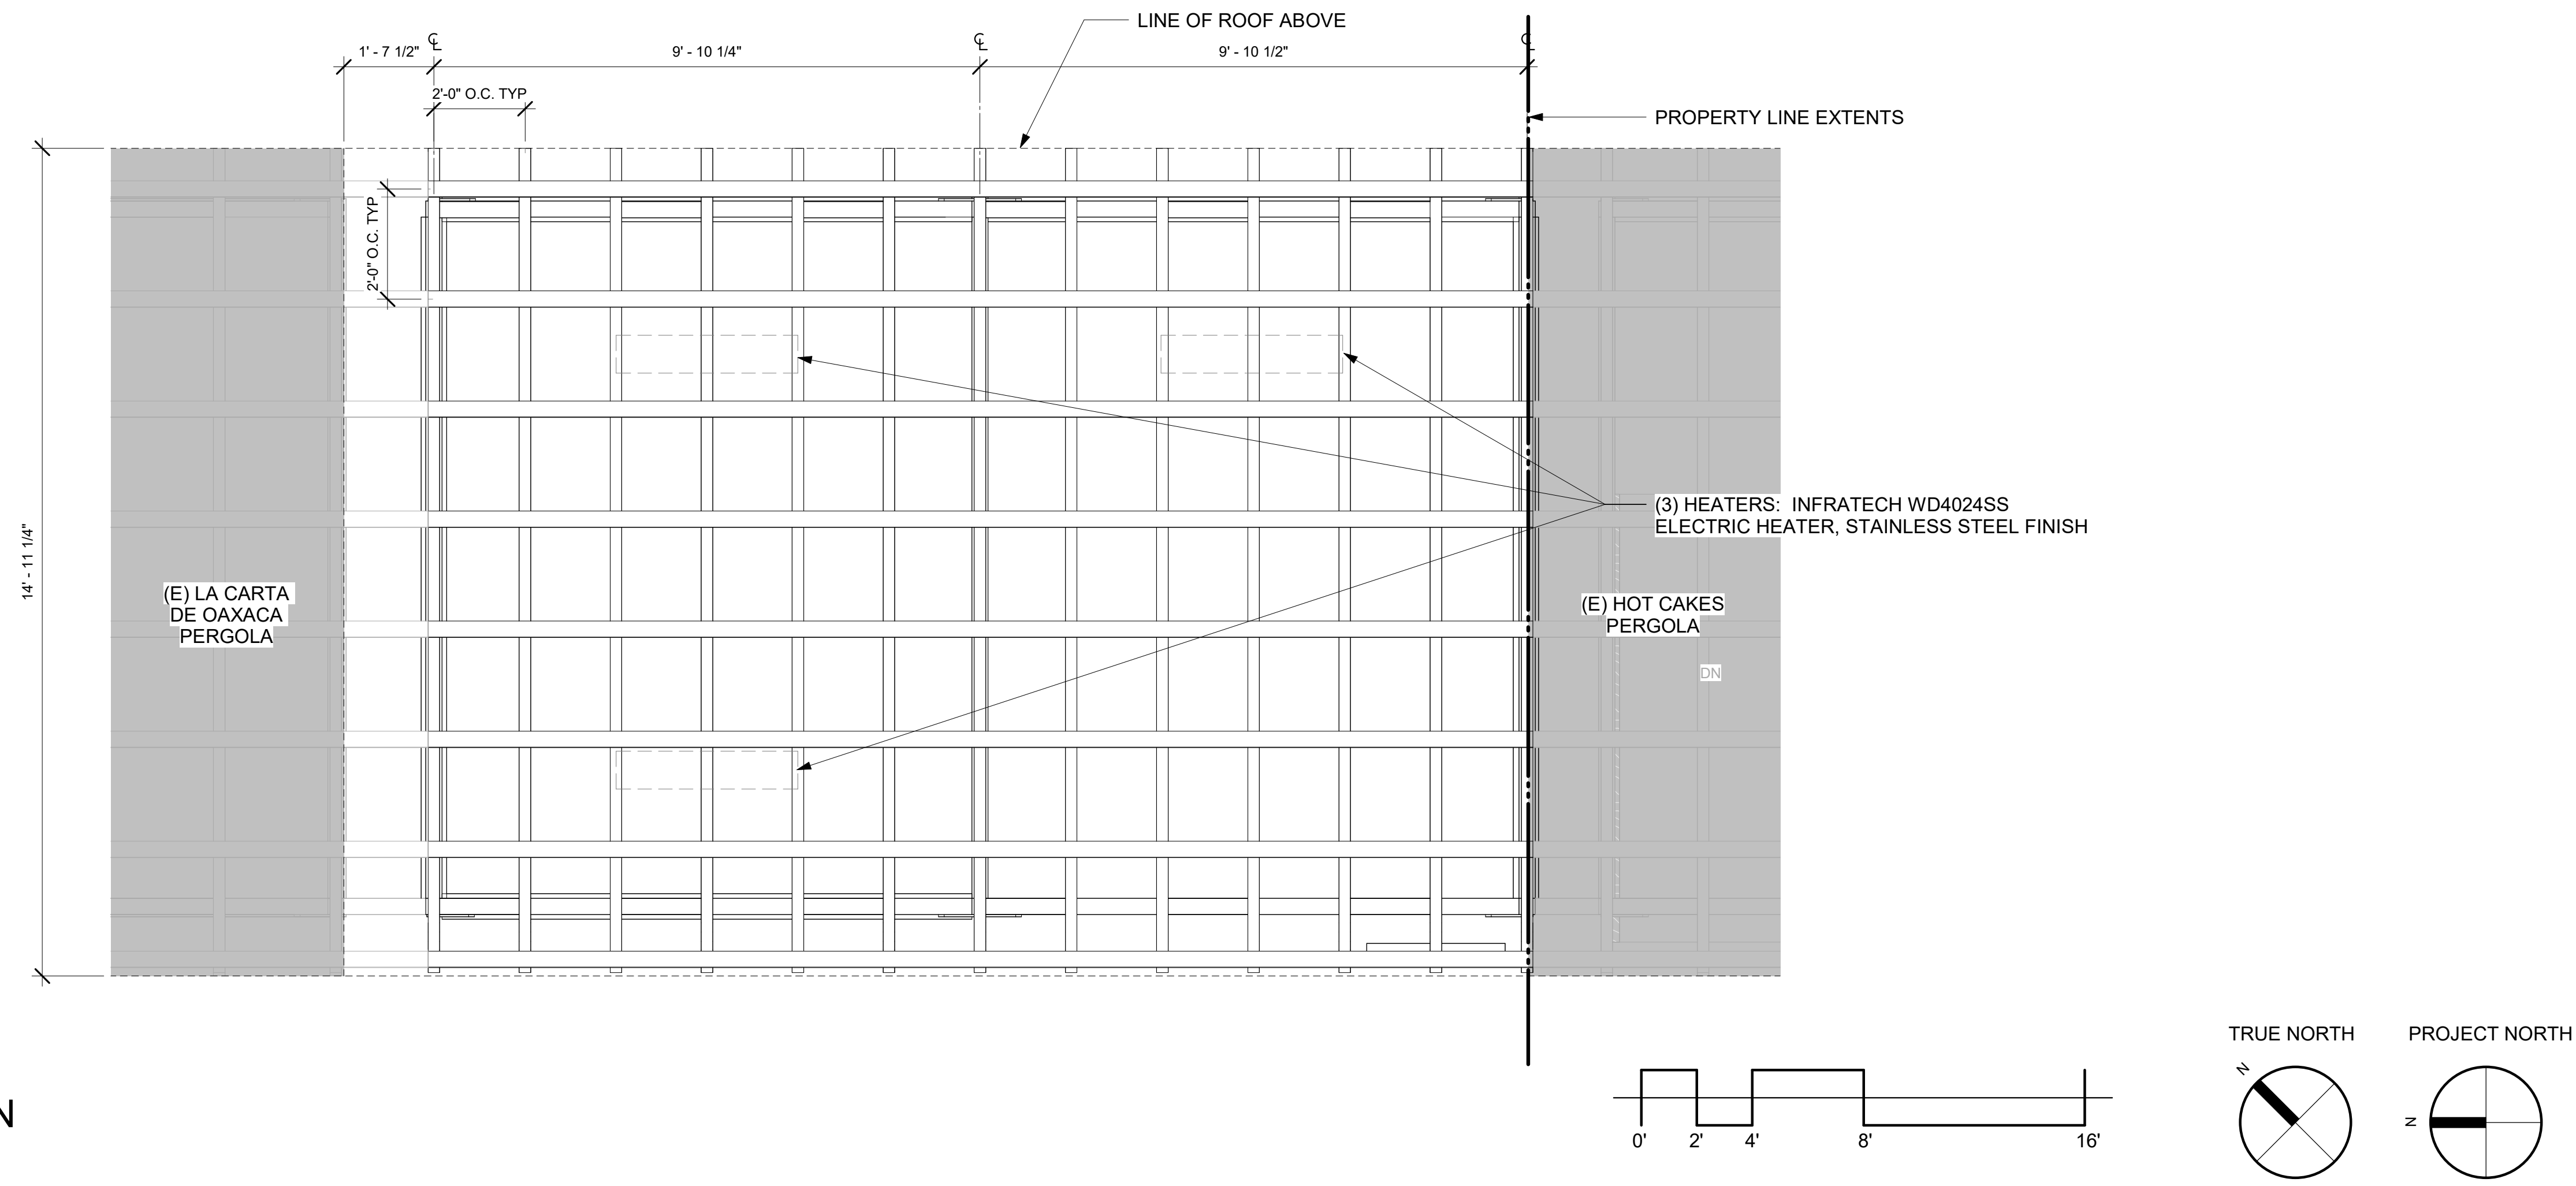 LINE OF ROOF ABOVE
1' - 7 1/2"
℄
9' - 10 1/4"
℄
9' - 10 1/2"
℄
2'-0" O.C. TYP
PROPERTY LINE EXTENTS
2'-0" O.C. TYP
14' - 11 1/4"
(3) HEATERS: INFRATECH WD4024SS
ELECTRIC HEATER, STAINLESS STEEL FINISH
(E) LA CARTA
DE OAXACA
PERGOLA
(E) HOT CAKES
PERGOLA
DN
TRUE NORTH
PROJECT NORTH
N
N
N
0' 2' 4' 8' 16'